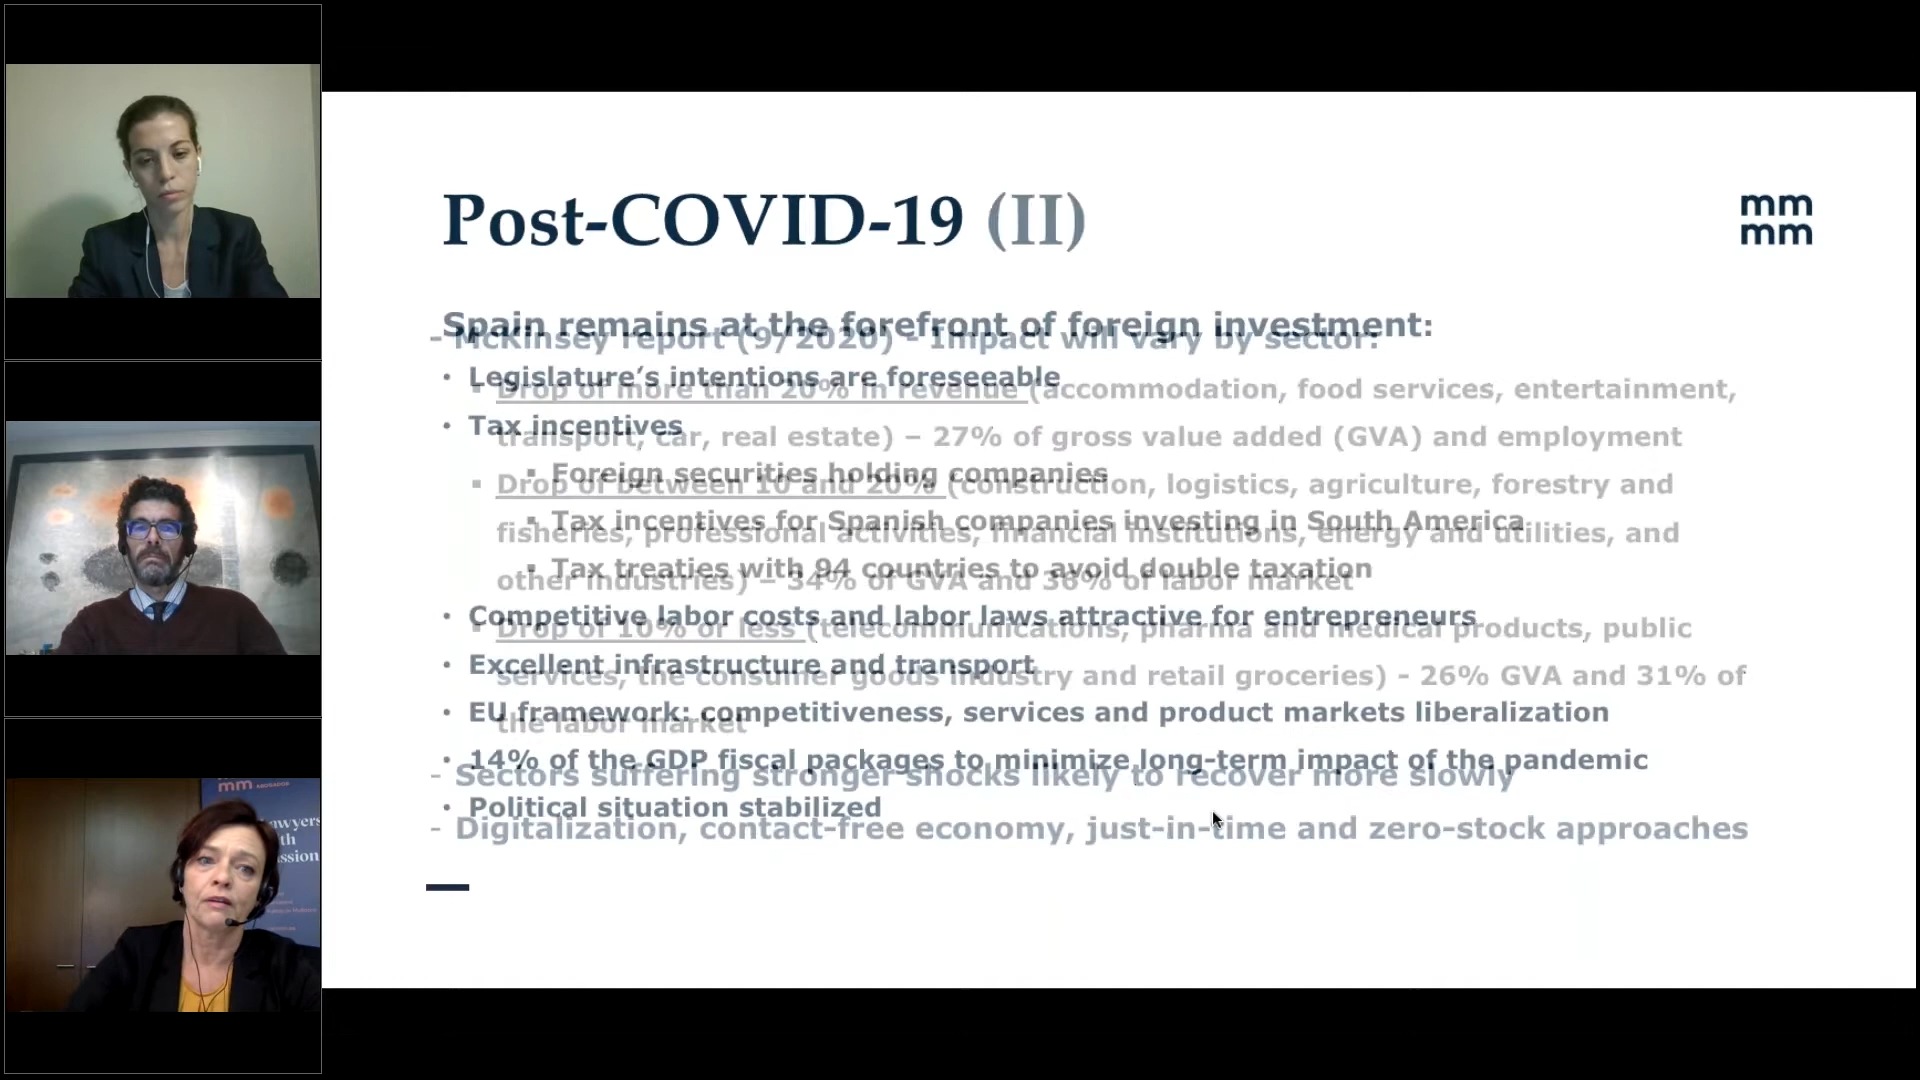 Post-COVID-19 (II)
mm
mm
Spain remains at the forefront of foreign investment:
- McKinsey report (9/2020) - Impact will vary by sector:
• Legislature’s intentions are foreseeable
▪ Drop of more than 20% in revenue (accommodation, food services, entertainment,
• Tax incentives
transport, car, real estate) – 27% of gross value added (GVA) and employment
▪ Foreign securities holding companies
▪ Drop of between 10 and 20% (construction, logistics, agriculture, forestry and
▪ Tax incentives for Spanish companies investing in South America
fisheries, professional activities, financial institutions, energy and utilities, and
▪ Tax treaties with 94 countries to avoid double taxation
other industries) – 34% of GVA and 36% of labor market
• Competitive labor costs and labor laws attractive for entrepreneurs
▪ Drop of 10% or less (telecommunications, pharma and medical products, public
• Excellent infrastructure and transport
services, the consumer goods industry and retail groceries) - 26% GVA and 31% of
• EU framework: competitiveness, services and product markets liberalization
the labor market
• 14% of the GDP fiscal packages to minimize long-term impact of the pandemic
- Sectors suffering stronger shocks likely to recover more slowly
• Political situation stabilized
- Digitalization, contact-free economy, just-in-time and zero-stock approaches
mm